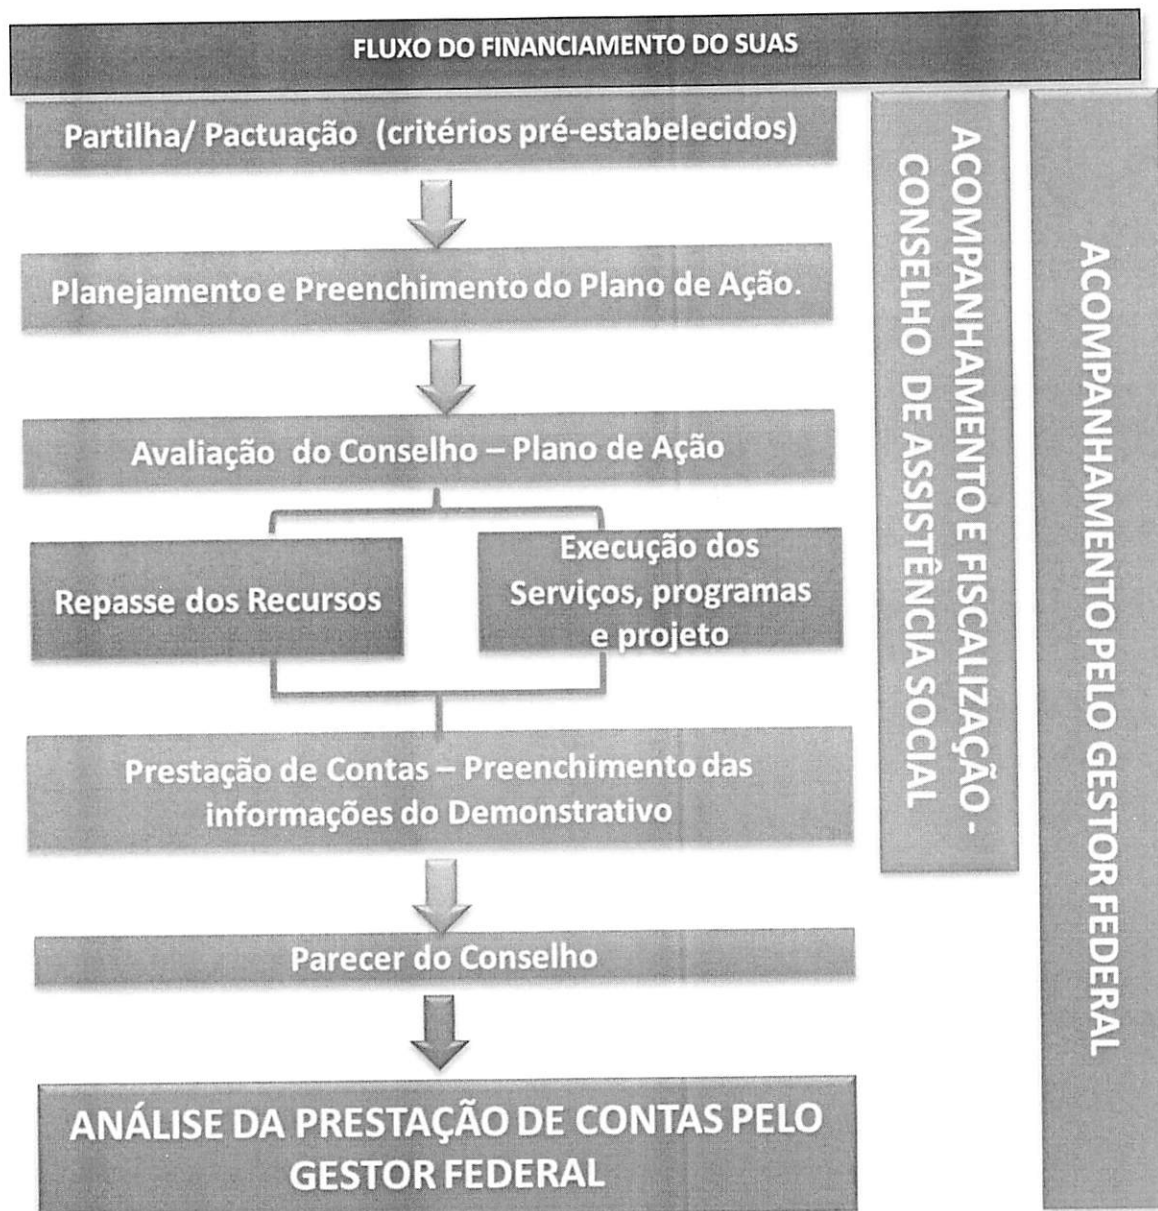 FLUXO DO FINANCIAMENTO DO SUAS
Partilha/ Pactuação (critérios pré-estabelecidos)
Planejamento e Preenchimento do Plano de Ação.
Avaliação do Conselho – Plano de Ação
Repasse dos Recursos
Execução dos
Serviços, programas
e projeto
Prestação de Contas – Preenchimento das
informações do Demonstrativo
Parecer do Conselho
ANÁLISE DA PRESTAÇÃO DE CONTAS PELO
GESTOR FEDERAL
ACOMPANHAMENTO E FISCALIZAÇÃO -
CONSELHO DE ASSISTÊNCIA SOCIAL
ACOMPANHAMENTO PELO GESTOR FEDERAL